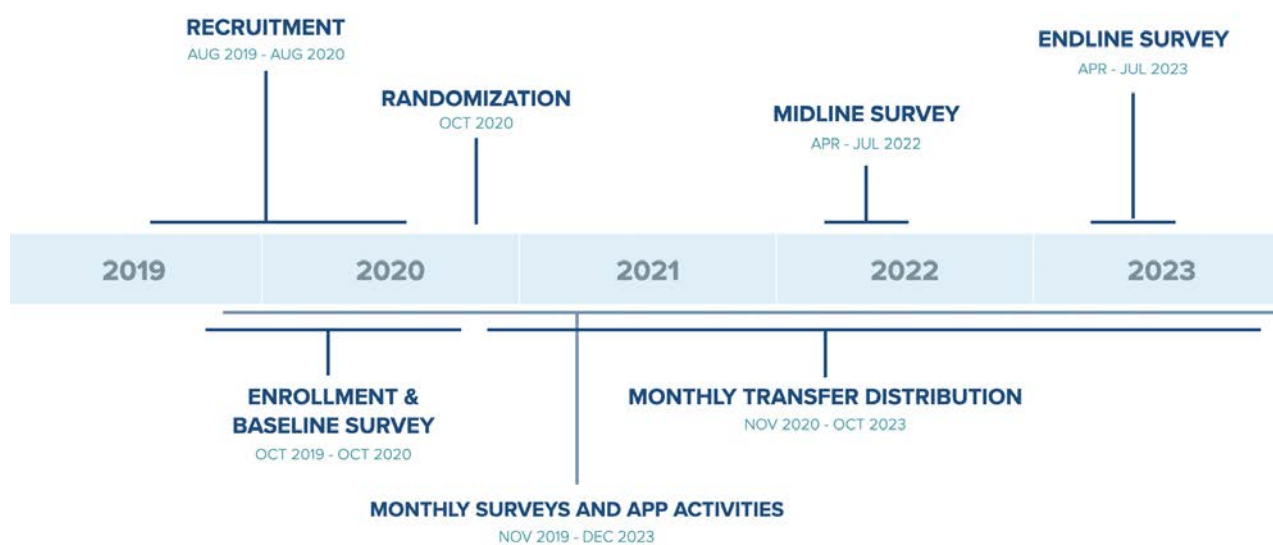 RECRUITMENT
AUG 2019 - AUG 2020
RANDOMIZATION
OCT 2020
MIDLINE SURVEY
APR - JUL 2022
ENDLINE SURVEY
APR - JUL 2023
2019
2020
2021
2022
2023
ENROLLMENT &
BASELINE SURVEY
OCT 2019 - OCT 2020
MONTHLY TRANSFER DISTRIBUTION
NOV 2020 - OCT 2023
MONTHLY SURVEYS AND APP ACTIVITIES
NOV 2019 - DEC 2023